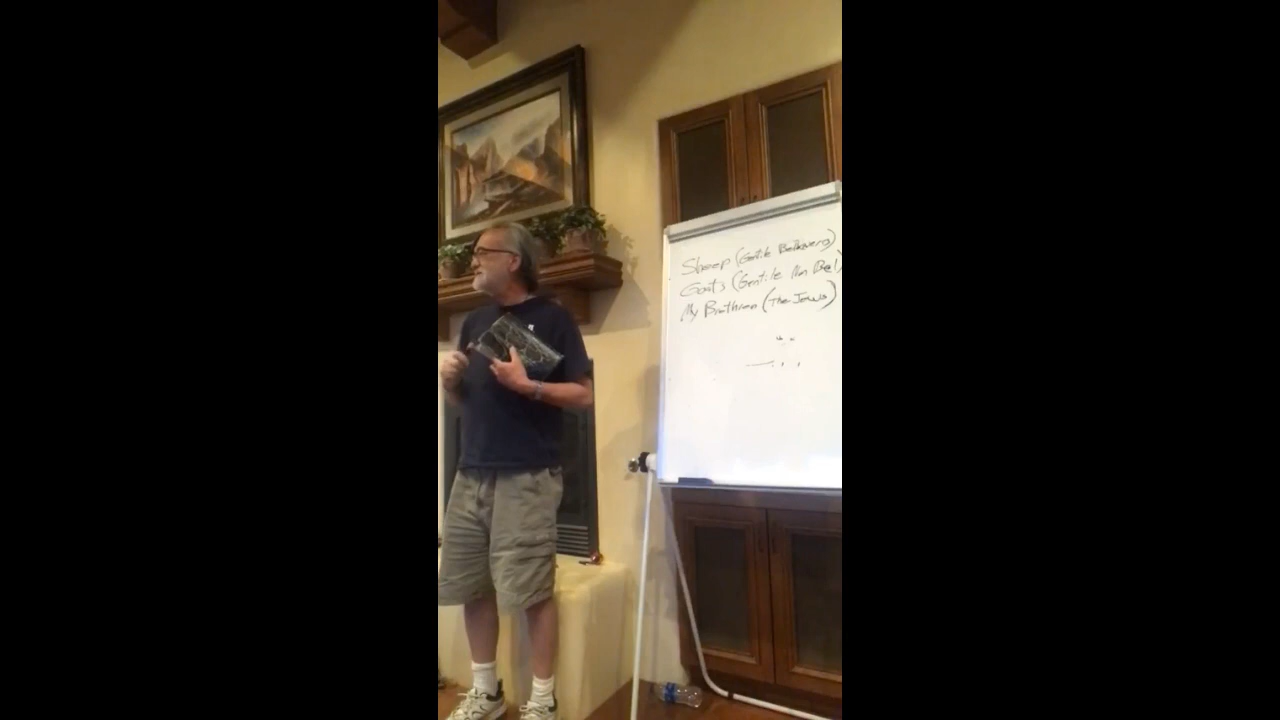 Sheep (Gentile Believers)
Goats (Gentile Non Bel
My Brethren (The Jews)